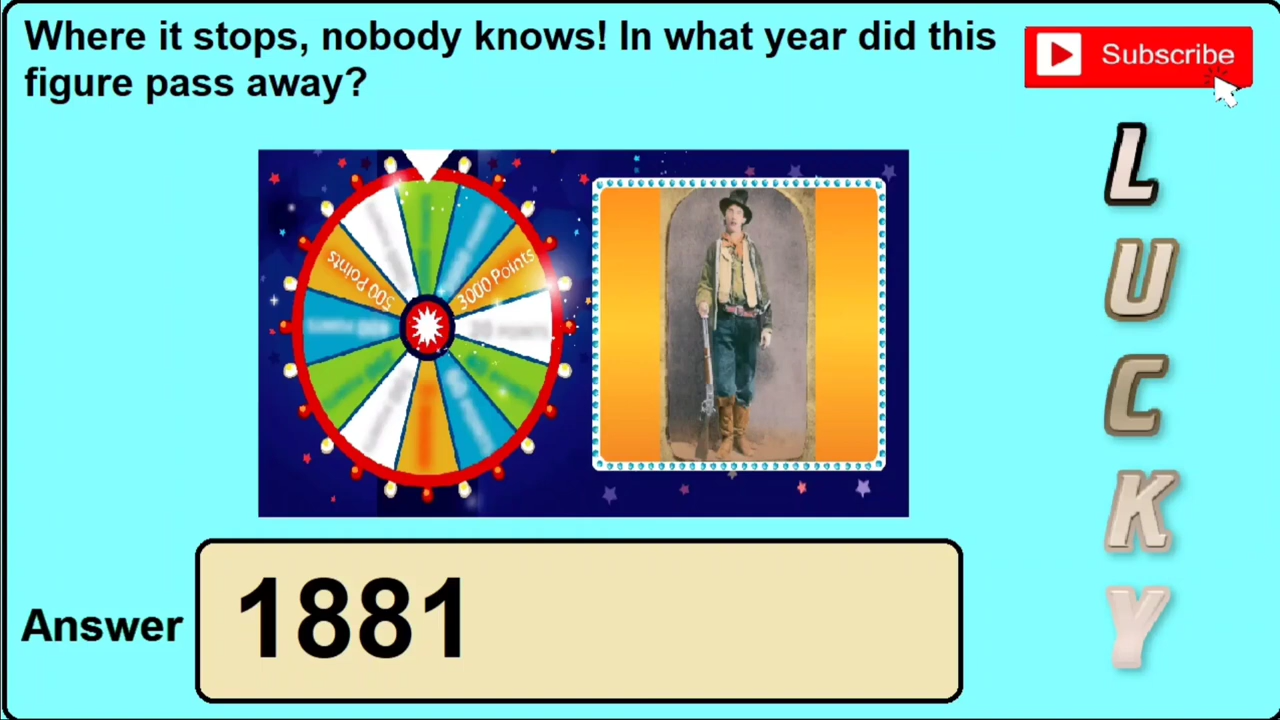 Where it stops, nobody knows! In what year did this
figure pass away?
Subscribe
500 Points
3000 Points
L
U
C
K
Y
Answer
1881